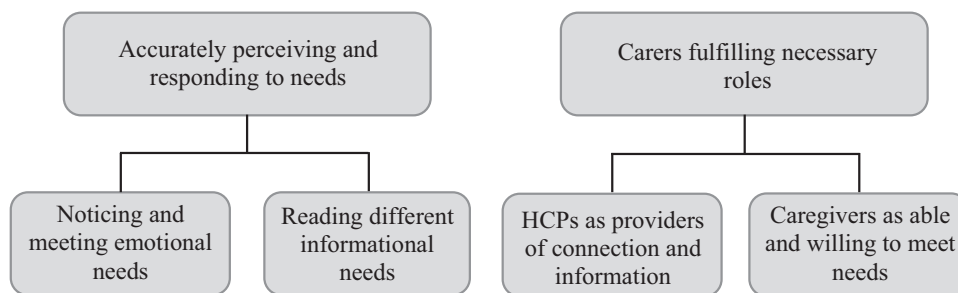 Accurately perceiving and
responding to needs
Carers fulfilling necessary
roles
Noticing and
meeting emotional
needs
Reading different
informational
needs
HCPs as providers
of connection and
information
Caregivers as able
and willing to meet
needs